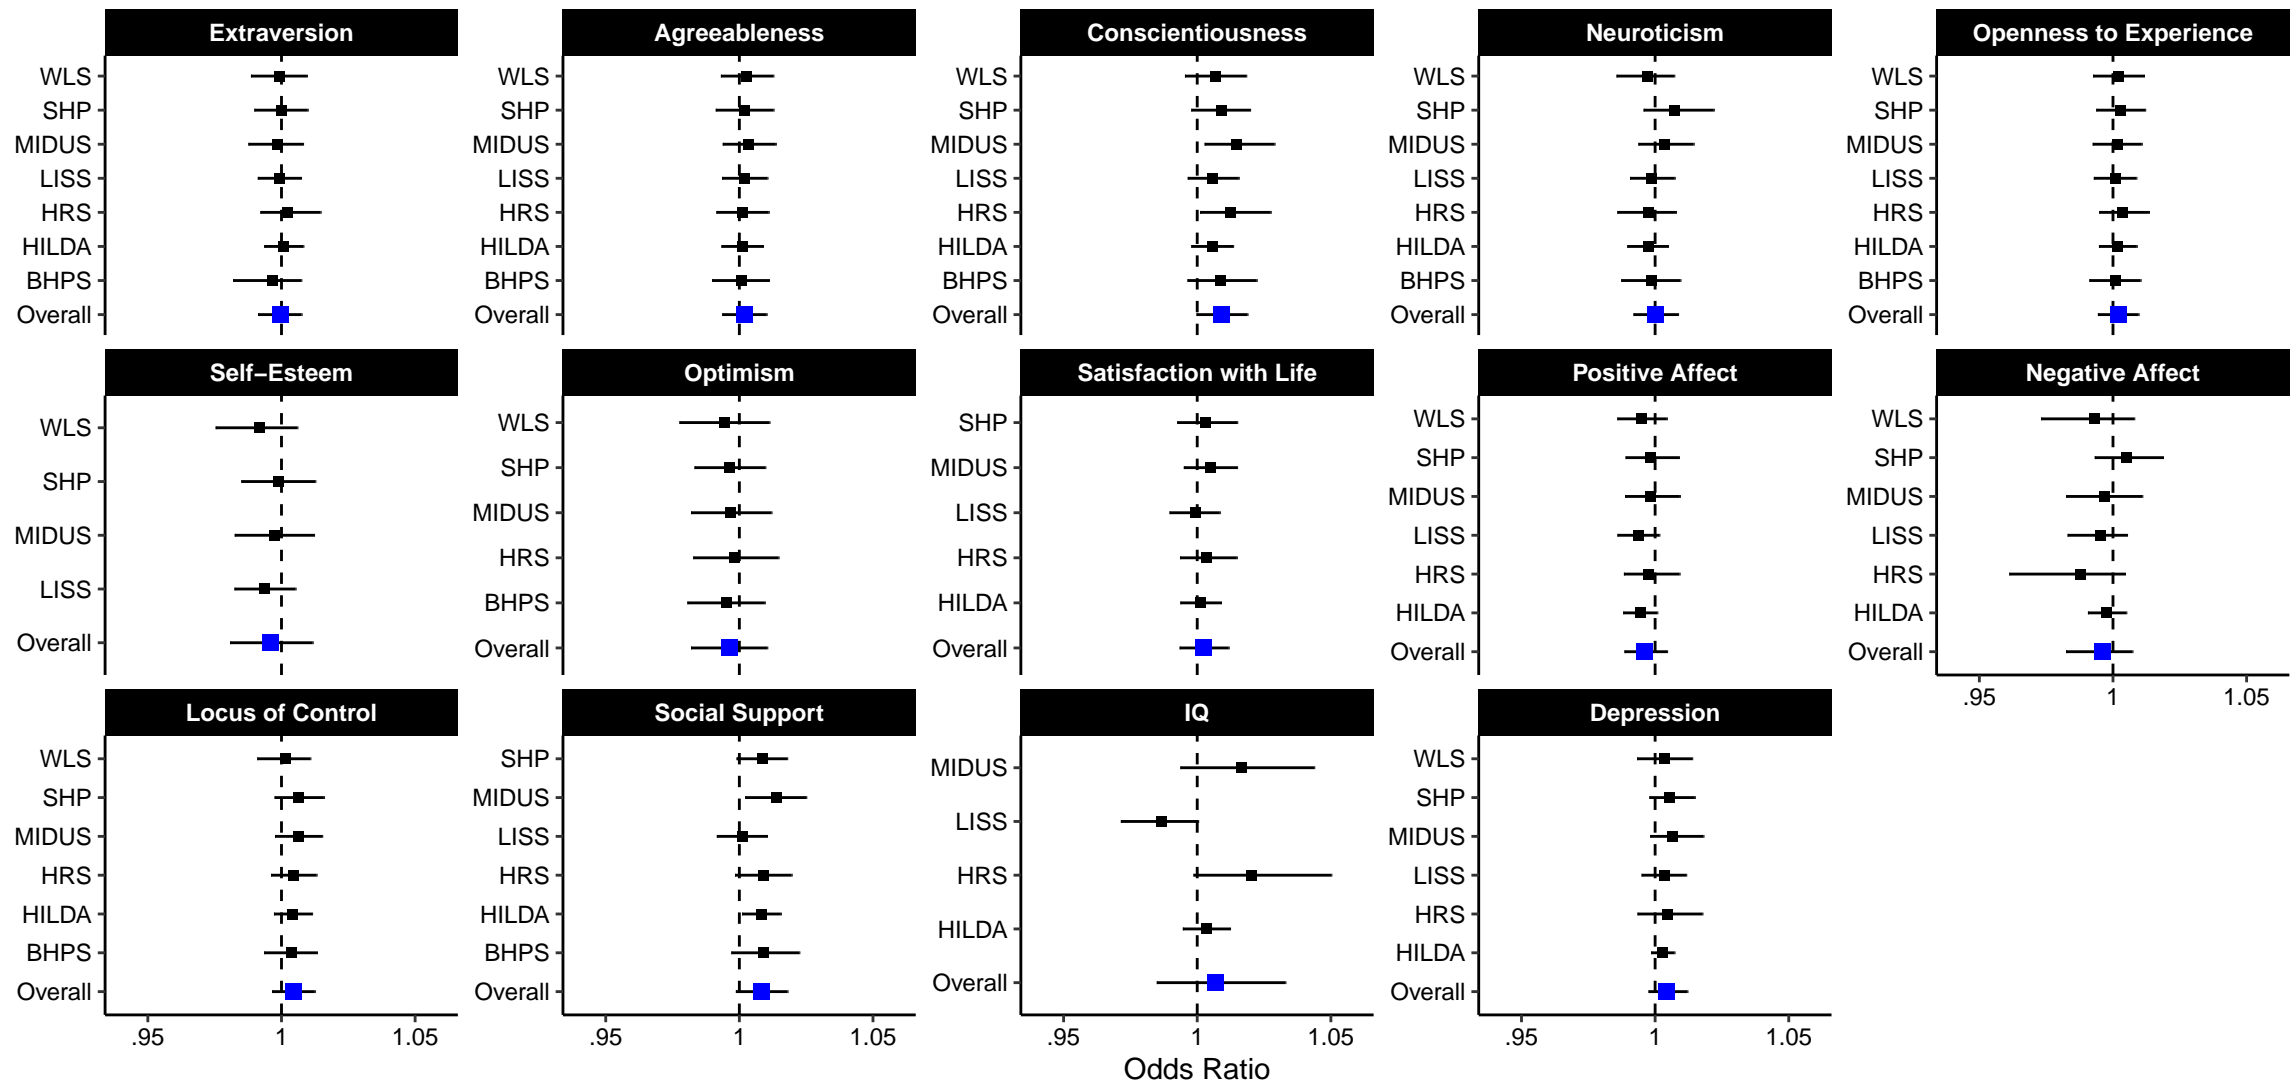 Extraversion
WLS
SHP
MIDUS
LISS
HRS
HILDA
BHPS
Overall
Agreeableness
WLS
SHP
MIDUS
LISS
HRS
HILDA
BHPS
Overall
Conscientiousness
WLS
SHP
MIDUS
LISS
HRS
HILDA
BHPS
Overall
Neuroticism
WLS
SHP
MIDUS
LISS
HRS
HILDA
BHPS
Overall
Openness to Experience
WLS
SHP
MIDUS
LISS
HRS
HILDA
BHPS
Overall
Self−Esteem
WLS
SHP
MIDUS
LISS
Overall
Optimism
WLS
SHP
MIDUS
HRS
BHPS
Overall
Satisfaction with Life
SHP
MIDUS
LISS
HRS
HILDA
Overall
Positive Affect
WLS
SHP
MIDUS
LISS
HRS
HILDA
Overall
Negative Affect
WLS
SHP
MIDUS
LISS
HRS
HILDA
Overall
.95 1 1.05
Locus of Control
WLS
SHP
MIDUS
HRS
HILDA
BHPS
Overall
.95 1 1.05
Social Support
SHP
MIDUS
LISS
HRS
HILDA
BHPS
Overall
.95 1 1.05
IQ
MIDUS
LISS
HRS
HILDA
Overall
.95 1 1.05
Depression
WLS
SHP
MIDUS
LISS
HRS
HILDA
Overall
.95 1 1.05
Odds Ratio